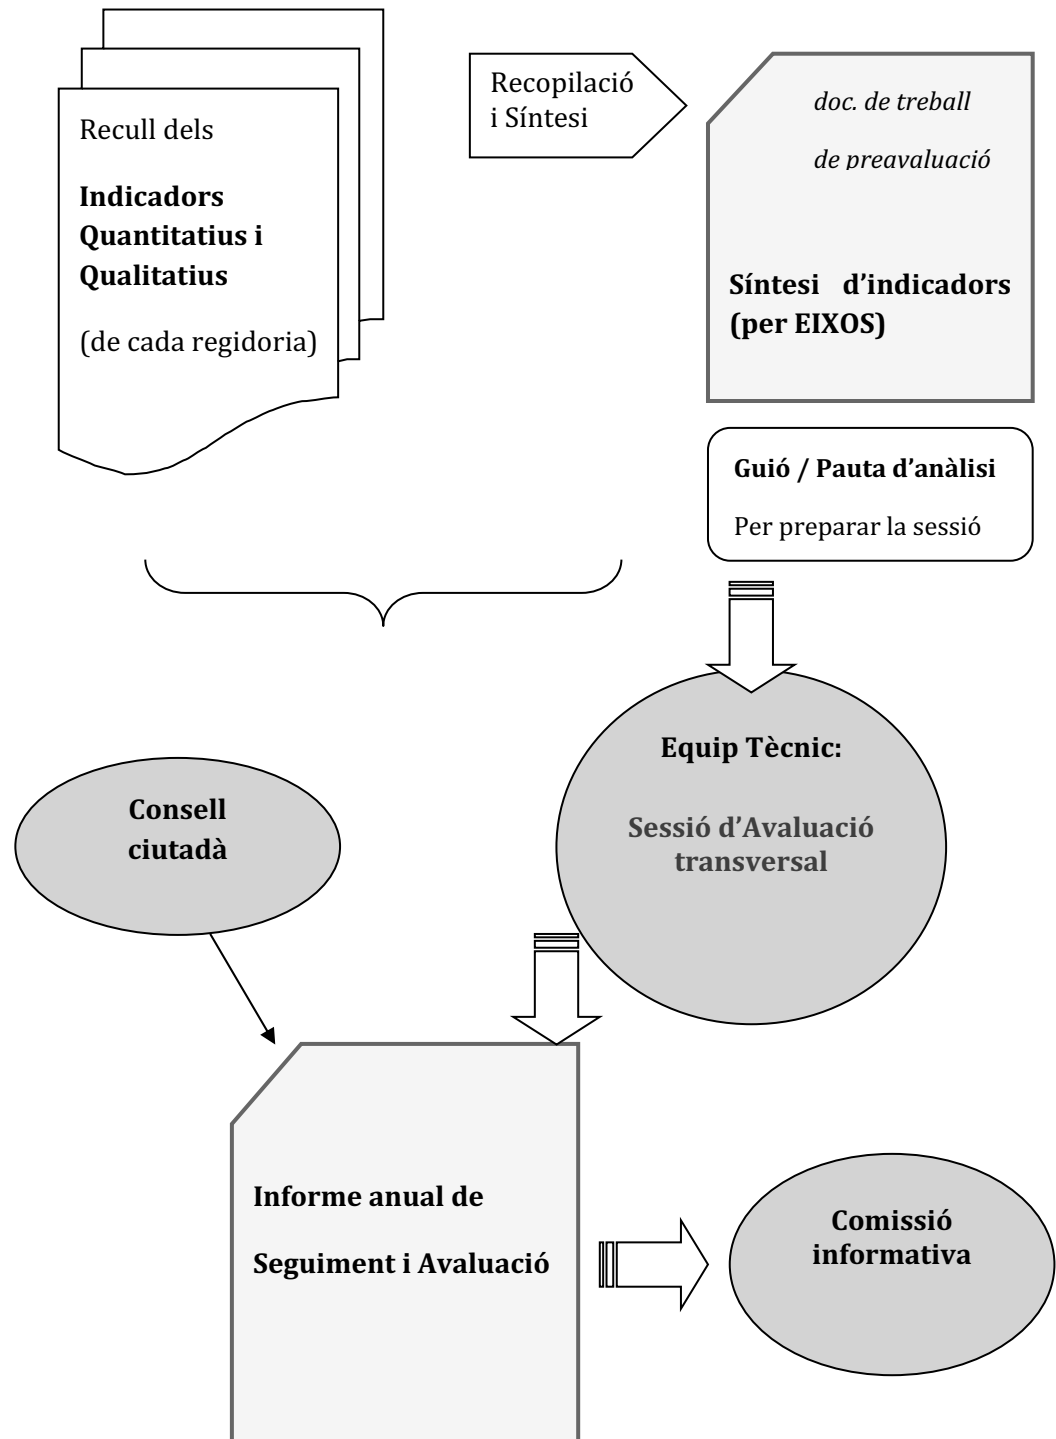 Recull dels
Indicadors
Quantitatius i
Qualitatius
(de cada regidoria)
Recopilació
i Síntesi
doc. de treball
de preavaluació
Síntesi d’indicadors
(per EIXOS)
Guió / Pauta d’anàlisi
Per preparar la sessió
Equip Tècnic:
Sessió d’Avaluació
transversal
Consell
ciutadà
Informe anual de
Seguiment i Avaluació
Comissió
informativa